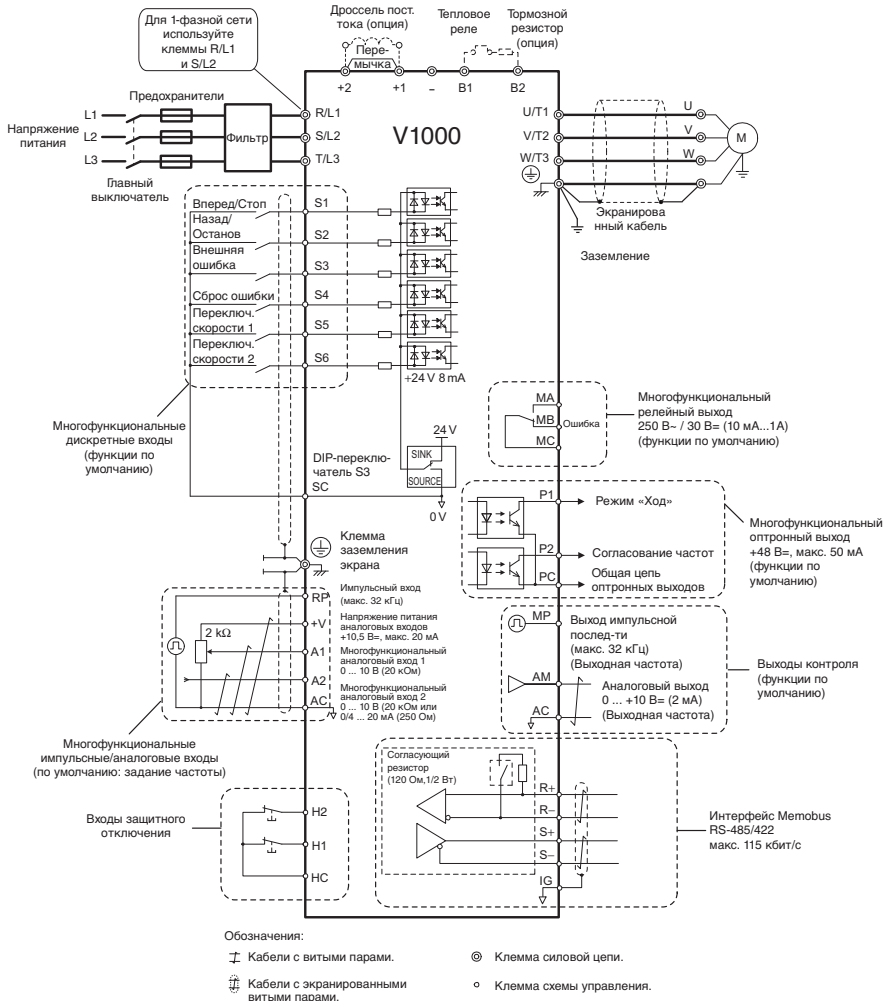 Для 1-фазной сети
используйте
клеммы R/L1
и S/L2
Дроссель пост.
тока (опция)
Пере-
мычка
Тепловое
реле
Тормозной
резистор
(опция)
+2
+1
–
B1
B2
Напряжение
питания
L1
L2
L3
Предохранители
Фильтр
Главный
выключатель
R/L1
S/L2
T/L3
V1000
U/T1
V/T2
W/T3
U
V
W
M
Экранирова
нный кабель
Заземление
Вперед/Стоп
Назад/
Останов
Внешняя
ошибка
Сброс ошибки
Переключ.
скорости 1
Переключ.
скорости 2
S1
S2
S3
S4
S5
S6
+24 V 8 mA
Многофункциональные
дискретные входы
(функции по
умолчанию)
DIP-переклю-
чатель S3
SC
24 V
SINK
SOURCE
0 V
MA
MB
MC
Ошибка
Многофункциональный
релейный выход
250 В~ / 30 В= (10 мА...1А)
(функции по умолчанию)
P1
P2
PC
Режим «Ход»
Согласование частот
Общая цепь
оптронных выходов
Многофункциональный
оптронный выход
+48 В=, макс. 50 мА
(функции по
умолчанию)
Клемма
заземления
экрана
2 kΩ
RP
+V
A1
A2
AC
Импульсный вход
(макс. 32 кГц)
Напряжение питания
аналоговых входов
+10,5 В=, макс. 20 мА
Многофункциональный
аналоговый вход 1
0 ... 10 В (20 кОм)
Многофункциональный
аналоговый вход 2
0 ... 10 В (20 кОм или
0/4 ... 20 мА (250 Ом)
Многофункциональные
импульсные/аналоговые входы
(по умолчанию: задание частоты)
MP
AM
AC
Выход импульсной
послед-ти
(макс. 32 кГц)
(Выходная частота)
Аналоговый выход
0 ... +10 В= (2 мА)
(Выходная частота)
Выходы контроля
(функции по
умолчанию)
Входы защитного
отключения
H2
H1
HC
Согласующий
резистор
(120 Ом,1/2 Вт)
R+
R–
S+
S–
IG
Интерфейс Memobus
RS-485/422
макс. 115 кбит/с
Обозначения:
Кабели с витыми парами.
Клемма силовой цепи.
Кабели с экранированными
витыми парами.
Клемма схемы управления.